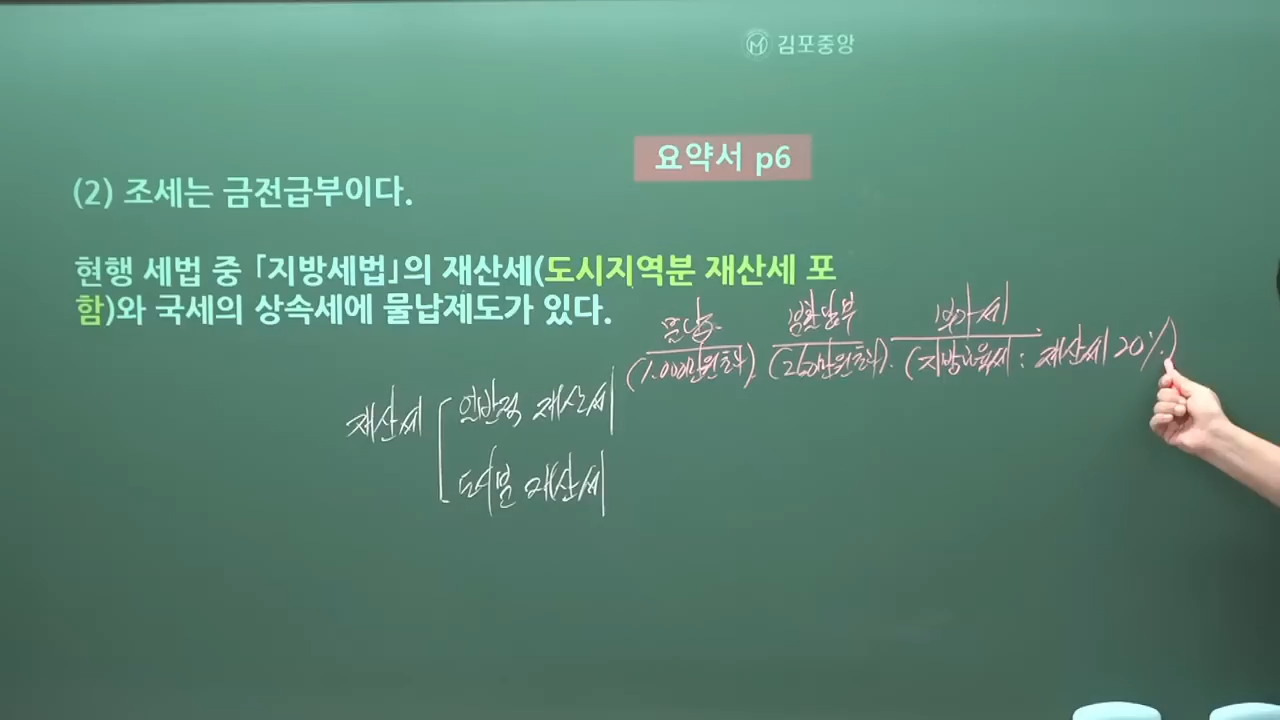 김포중앙
요약서 p6
(2) 조세는 금전급부이다.
현행 세법 중 「지방세법」의 재산세(도시지역분 재산세 포
함)와 국세의 상속세에 물납제도가 있다.
물납 분할납부 부가세
(1,000만원초과). (250만원초과). (지방교육세 : 재산세 20%)
재산세 일반적 재산세
도시분 재산세